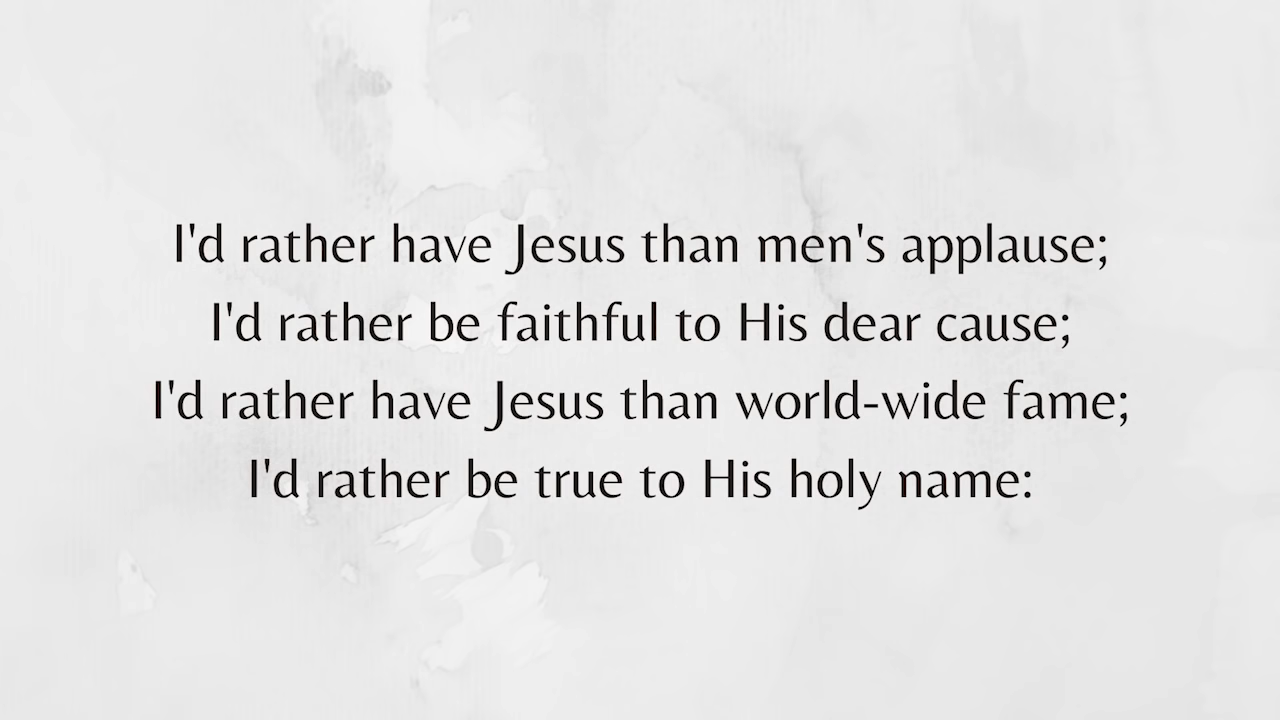 I'd rather have Jesus than men's applause;
I'd rather be faithful to His dear cause;
I'd rather have Jesus than world-wide fame;
I'd rather be true to His holy name: